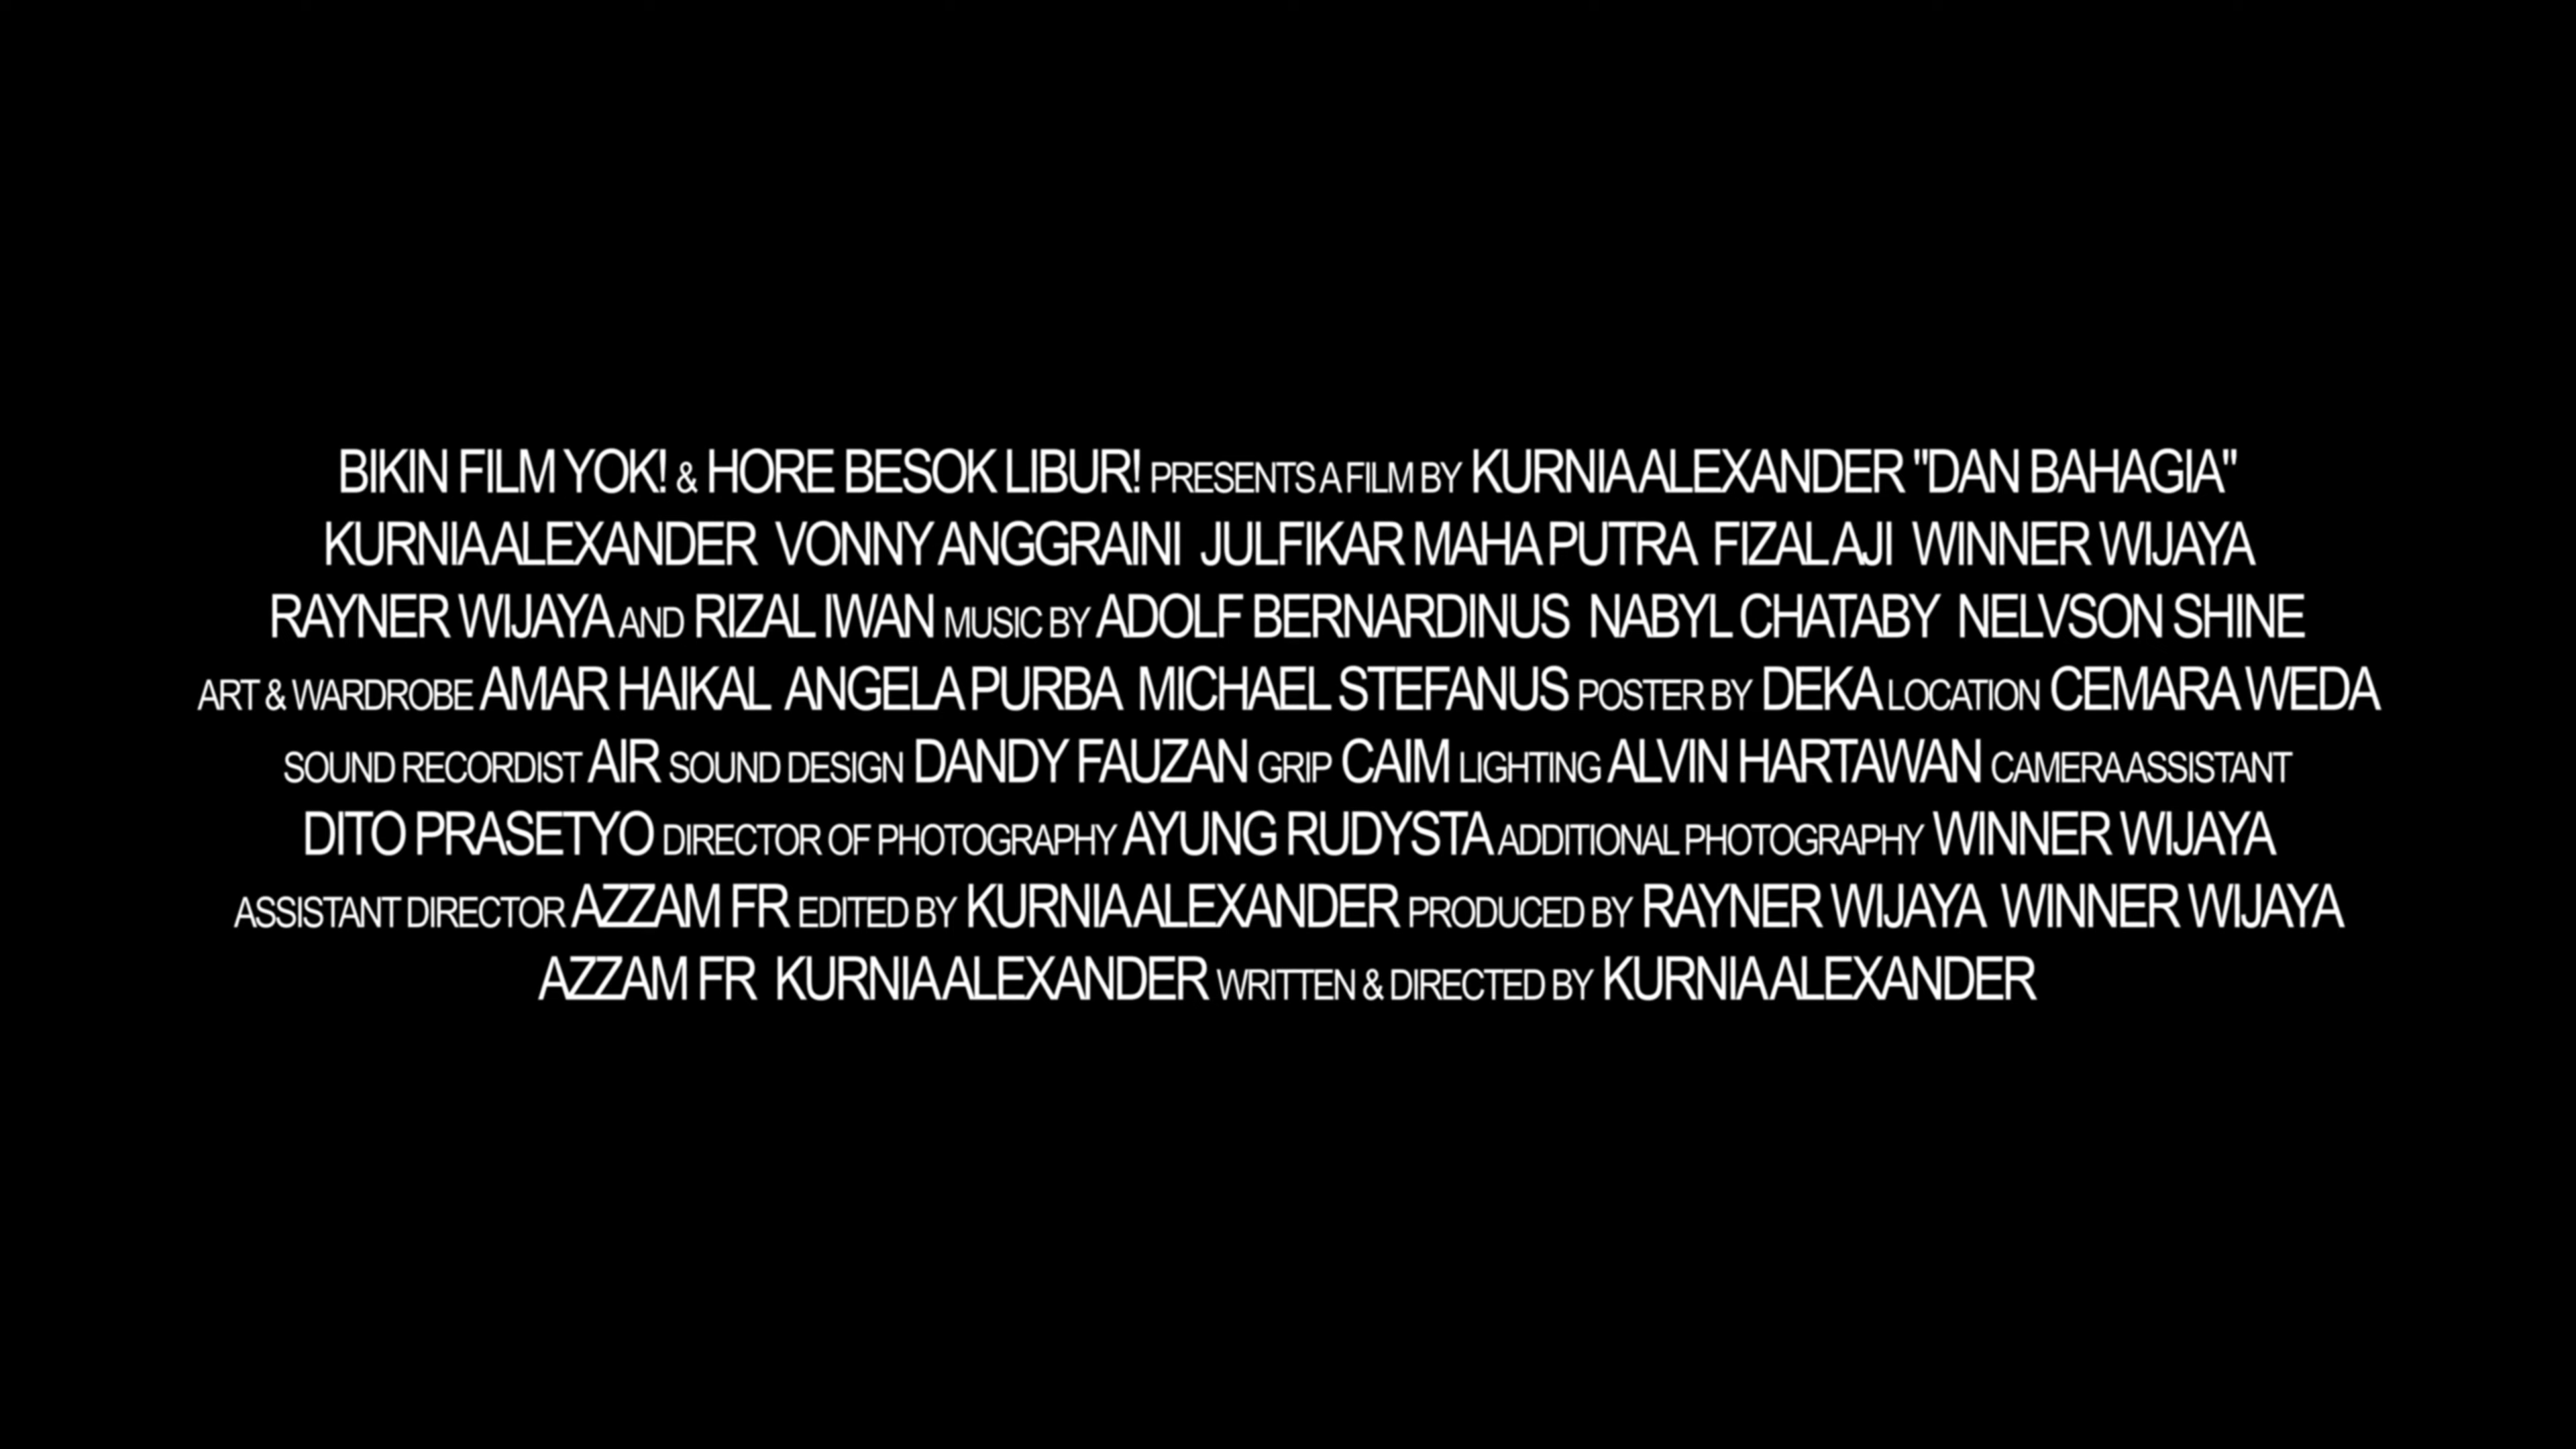 BIKIN FILM YOK! & HORE BESOK LIBUR! PRESENTS A FILM BY KURNIA ALEXANDER "DAN BAHAGIA"
KURNIA ALEXANDER VONNY ANGGRAINI JULFIKAR MAHA PUTRA FIZAL AJI WINNER WIJAYA
RAYNER WIJAYA AND RIZAL IWAN MUSIC BY ADOLF BERNARDINUS NABYL CHATABY NELVSON SHINE
ART & WARDROBE AMAR HAIKAL ANGELA PURBA MICHAEL STEFANUS POSTER BY DEKA LOCATION CEMARA WEDA
SOUND RECORDIST AIR SOUND DESIGN DANDY FAUZAN GRIP CAIM LIGHTING ALVIN HARTAWAN CAMERA ASSISTANT
DITO PRASETYO DIRECTOR OF PHOTOGRAPHY AYUNG RUDYSTA ADDITIONAL PHOTOGRAPHY WINNER WIJAYA
ASSISTANT DIRECTOR AZZAM FR EDITED BY KURNIA ALEXANDER PRODUCED BY RAYNER WIJAYA WINNER WIJAYA
AZZAM FR KURNIA ALEXANDER WRITTEN & DIRECTED BY KURNIA ALEXANDER